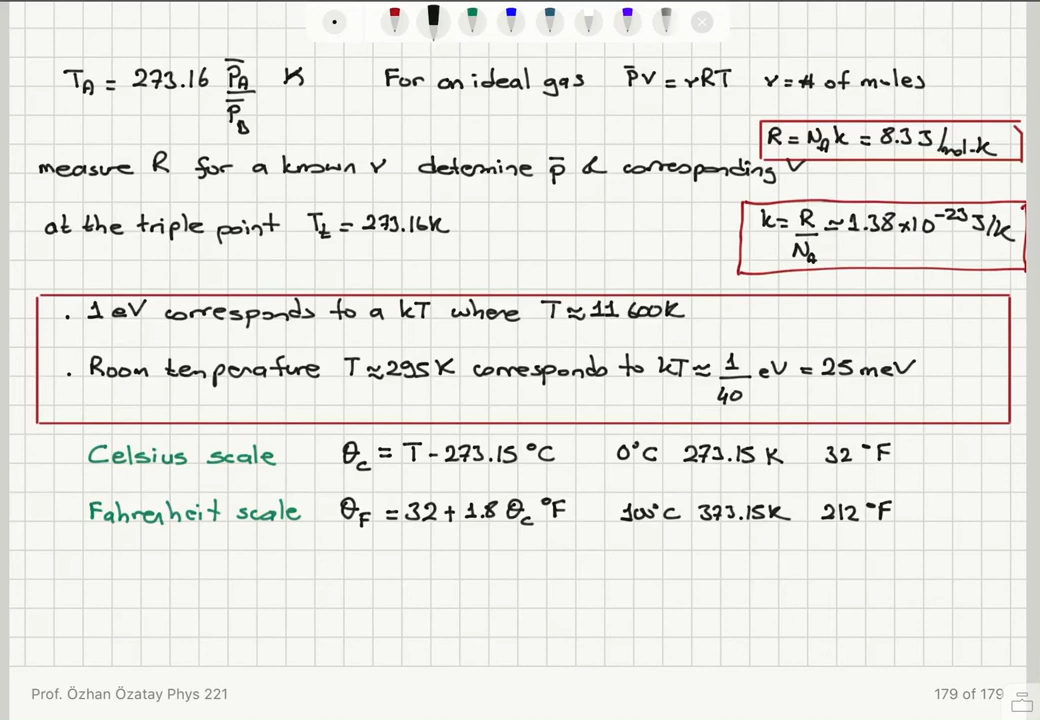 T_A = 273.16 P̄_A/P̄_B K For an ideal gas p̄V = νRT ν = # of moles
R = N_A k = 8.3 J/mol.K
measure R for a known ν determine p̄ & corresponding V
at the triple point T_t = 273.16K
k = R/N_A ≃ 1.38×10⁻²³ J/K
. 1 eV corresponds to a kT where T ≈ 11 600K
. Room temperature T ≈ 295K corresponds to kT ≈ 1/40 eV = 25 meV
Celsius scale θ_c = T - 273.15 °C 0°C 273.15 K 32 °F
Fahrenheit scale θ_F = 32 + 1.8 θ_c °F 100°C 373.15K 212 °F
Prof. Özhan Özatay Phys 221
179 of 179